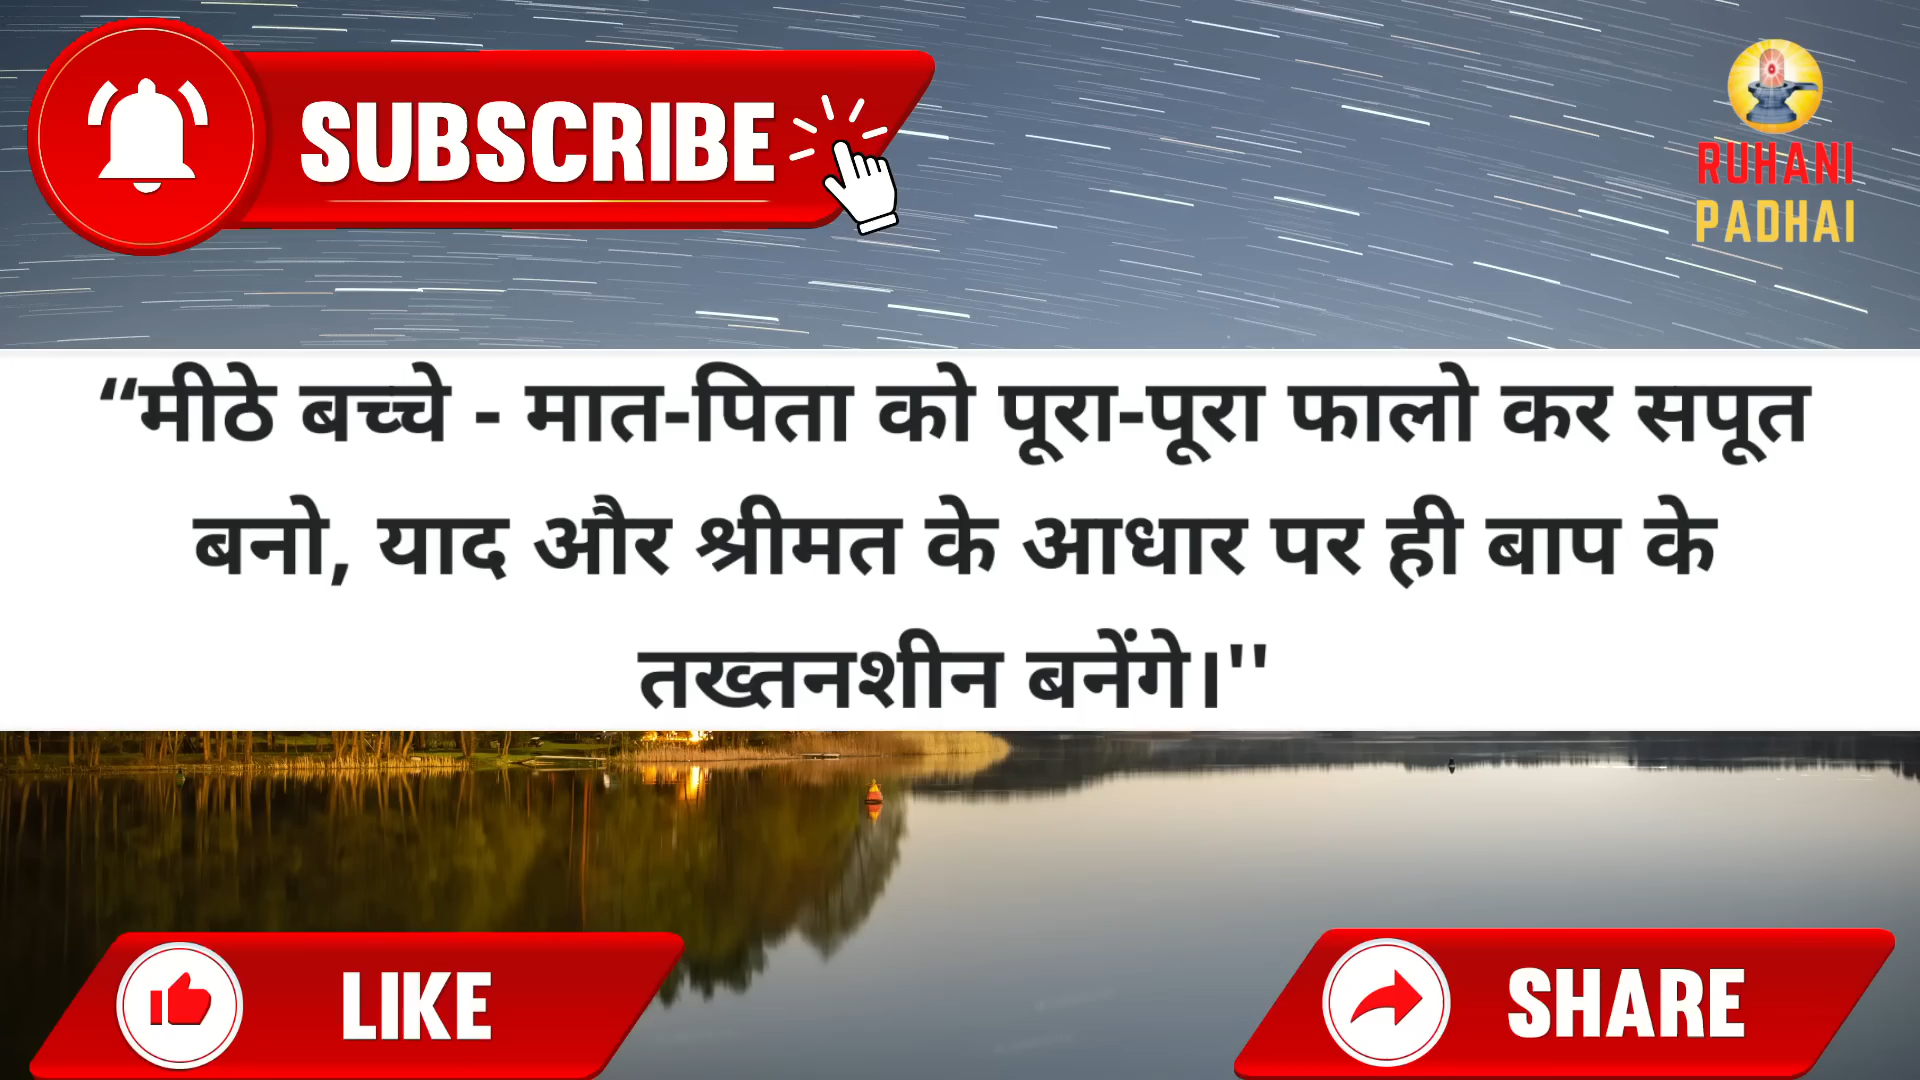 SUBSCRIBE
RUHANI
PADHAI
“मीठे बच्चे - मात-पिता को पूरा-पूरा फालो कर सपूत
बनो, याद और श्रीमत के आधार पर ही बाप के
तख्तनशीन बनेंगे।''
LIKE
SHARE